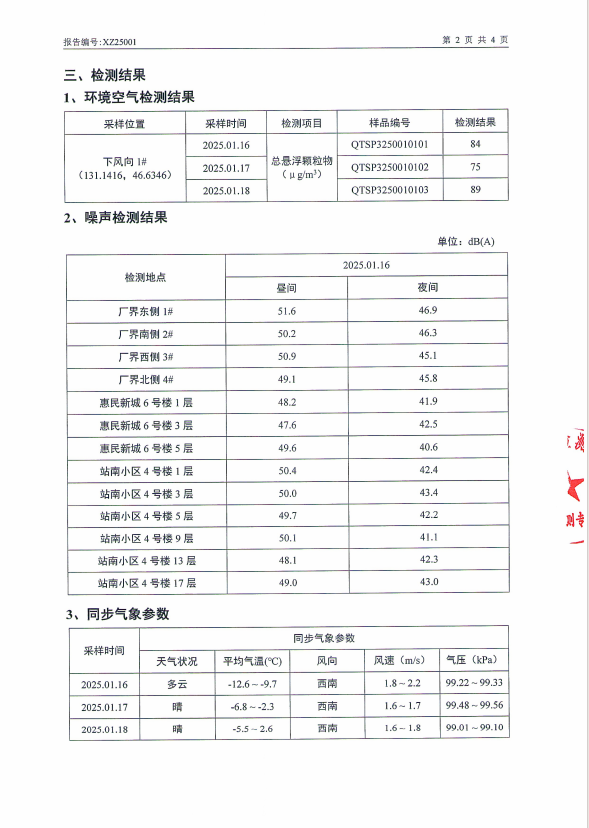 报告编号:XZ25001 第 2 页 共 4 页
三、检测结果
1、环境空气检测结果
采样位置 采样时间 检测项目 样品编号 检测结果
下风向 1#
（131.1416，46.6346）
总悬浮颗粒物
（μg/m³）
2025.01.16 QTSP3250010101 84
2025.01.17 QTSP3250010102 75
2025.01.18 QTSP3250010103 89
2、噪声检测结果
单位：dB(A)
检测地点 2025.01.16
昼间 夜间
厂界东侧 1# 51.6 46.9
厂界南侧 2# 50.2 46.3
厂界西侧 3# 50.9 45.1
厂界北侧 4# 49.1 45.8
惠民新城 6 号楼 1 层 48.2 41.9
惠民新城 6 号楼 3 层 47.6 42.5
惠民新城 6 号楼 5 层 49.6 40.6
站南小区 4 号楼 1 层 50.4 42.4
站南小区 4 号楼 3 层 50.0 43.4
站南小区 4 号楼 5 层 49.7 42.2
站南小区 4 号楼 9 层 50.1 41.1
站南小区 4 号楼 13 层 48.1 42.3
站南小区 4 号楼 17 层 49.0 43.0
3、同步气象参数
采样时间 同步气象参数
天气状况 平均气温(℃) 风向 风速（m/s） 气压（kPa）
2025.01.16 多云 -12.6～-9.7 西南 1.8～2.2 99.22～99.33
2025.01.17 晴 -6.8～-2.3 西南 1.6～1.7 99.48～99.56
2025.01.18 晴 -5.5～2.6 西南 1.6～1.8 99.01～99.10